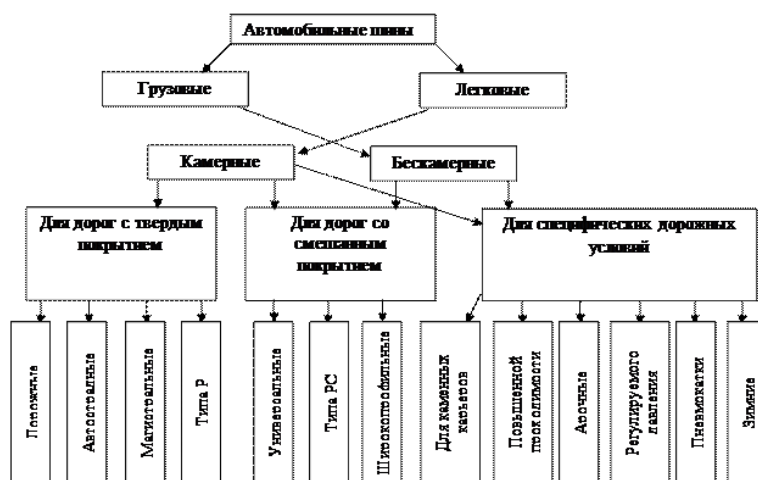 Автомобильные шины
Грузовые
Легковые
Камерные
Бескамерные
Для дорог с твердым
покрытием
Для дорог со
смешанным
покрытием
Для специфических дорожных
условий
Дорожные
Автострадные
Магистральные
Типа Р
Универсальные
Типа РС
Широкопрофильные
Для каменных
карьеров
Повышенной
проходимости
Арочные
Регулируемого
давления
Пневмокатки
Зимние